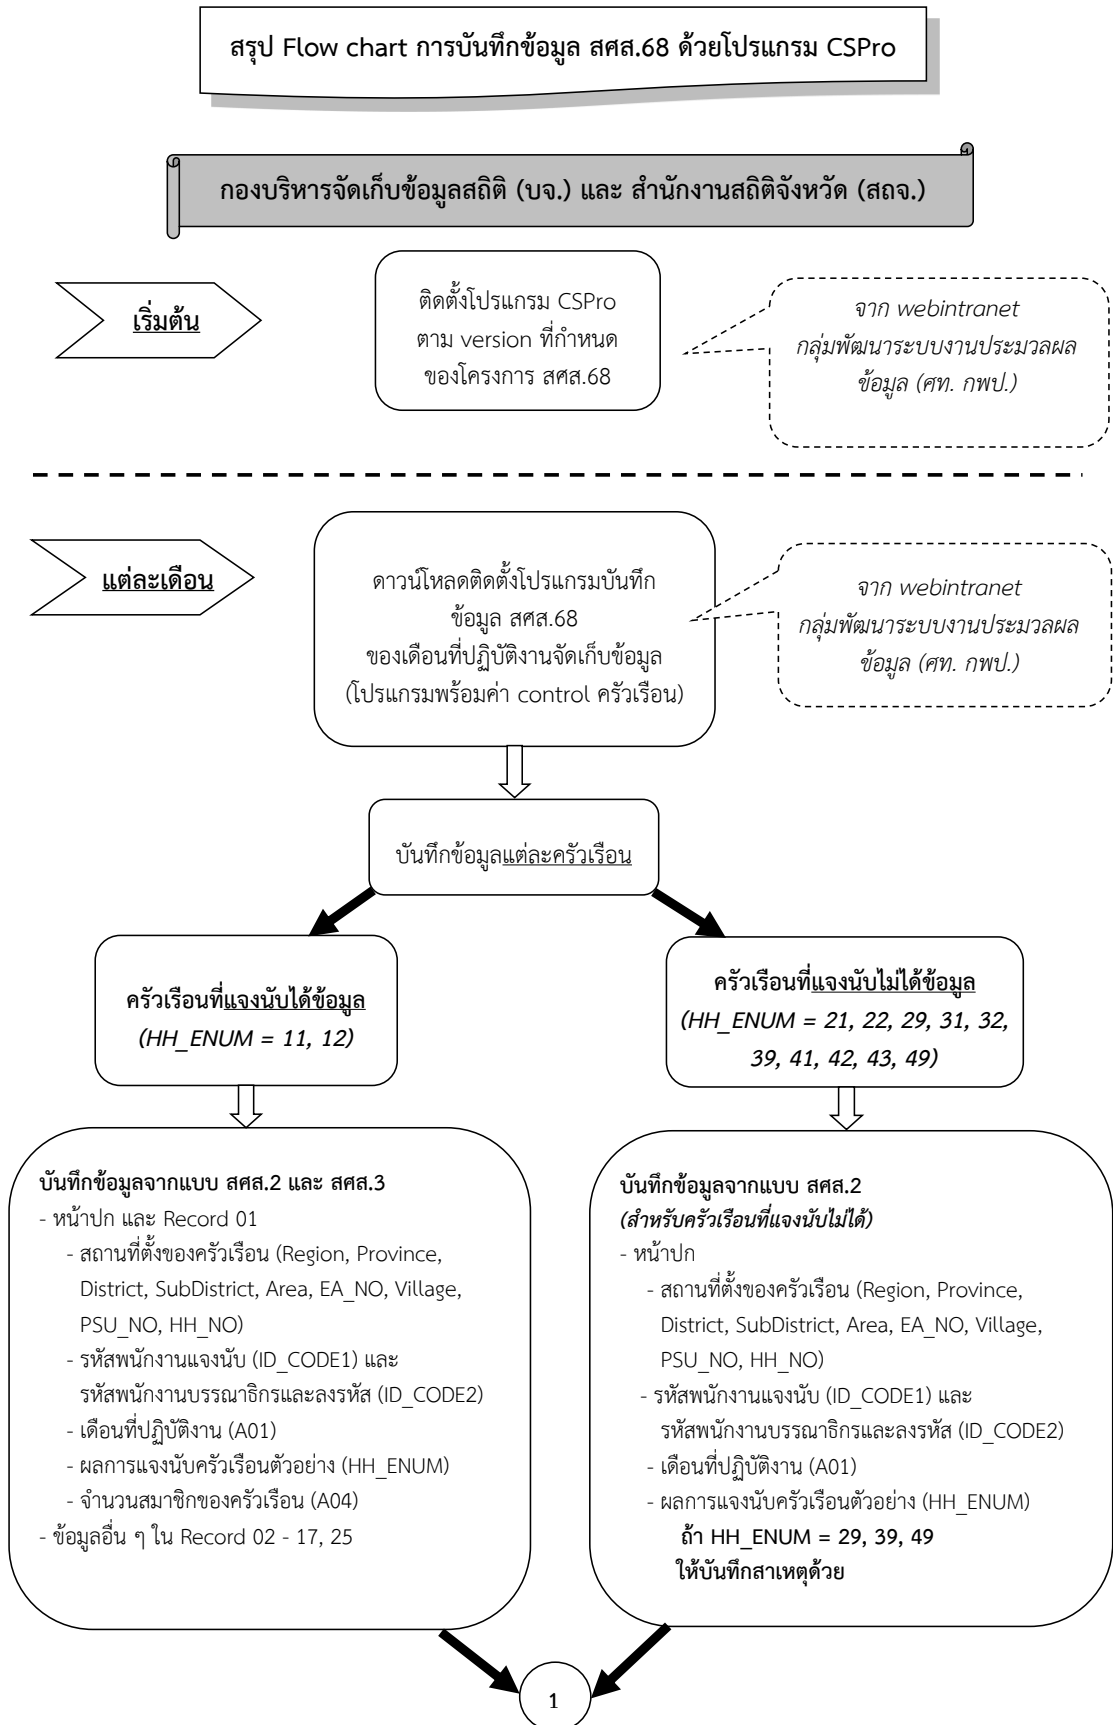 สรุป Flow chart การบันทึกข้อมูล สศส.68 ด้วยโปรแกรม CSPro
กองบริหารจัดเก็บข้อมูลสถิติ (บจ.) และ สำนักงานสถิติจังหวัด (สถจ.)
เริ่มต้น
ติดตั้งโปรแกรม CSPro
ตาม version ที่กำหนด
ของโครงการ สศส.68
จาก webintranet
กลุ่มพัฒนาระบบงานประมวลผล
ข้อมูล (ศท. กพป.)
แต่ละเดือน
ดาวน์โหลดติดตั้งโปรแกรมบันทึก
ข้อมูล สศส.68
ของเดือนที่ปฏิบัติงานจัดเก็บข้อมูล
(โปรแกรมพร้อมค่า control ครัวเรือน)
จาก webintranet
กลุ่มพัฒนาระบบงานประมวลผล
ข้อมูล (ศท. กพป.)
บันทึกข้อมูลแต่ละครัวเรือน
ครัวเรือนที่แจงนับได้ข้อมูล
(HH_ENUM = 11, 12)
ครัวเรือนที่แจงนับไม่ได้ข้อมูล
(HH_ENUM = 21, 22, 29, 31, 32,
39, 41, 42, 43, 49)
บันทึกข้อมูลจากแบบ สศส.2 และ สศส.3
- หน้าปก และ Record 01
- สถานที่ตั้งของครัวเรือน (Region, Province,
District, SubDistrict, Area, EA_NO, Village,
PSU_NO, HH_NO)
- รหัสพนักงานแจงนับ (ID_CODE1) และ
รหัสพนักงานบรรณาธิกรและลงรหัส (ID_CODE2)
- เดือนที่ปฏิบัติงาน (A01)
- ผลการแจงนับครัวเรือนตัวอย่าง (HH_ENUM)
- จำนวนสมาชิกของครัวเรือน (A04)
- ข้อมูลอื่น ๆ ใน Record 02 - 17, 25
บันทึกข้อมูลจากแบบ สศส.2
(สำหรับครัวเรือนที่แจงนับไม่ได้)
- หน้าปก
- สถานที่ตั้งของครัวเรือน (Region, Province,
District, SubDistrict, Area, EA_NO, Village,
PSU_NO, HH_NO)
- รหัสพนักงานแจงนับ (ID_CODE1) และ
รหัสพนักงานบรรณาธิกรและลงรหัส (ID_CODE2)
- เดือนที่ปฏิบัติงาน (A01)
- ผลการแจงนับครัวเรือนตัวอย่าง (HH_ENUM)
ถ้า HH_ENUM = 29, 39, 49
ให้บันทึกสาเหตุด้วย
1